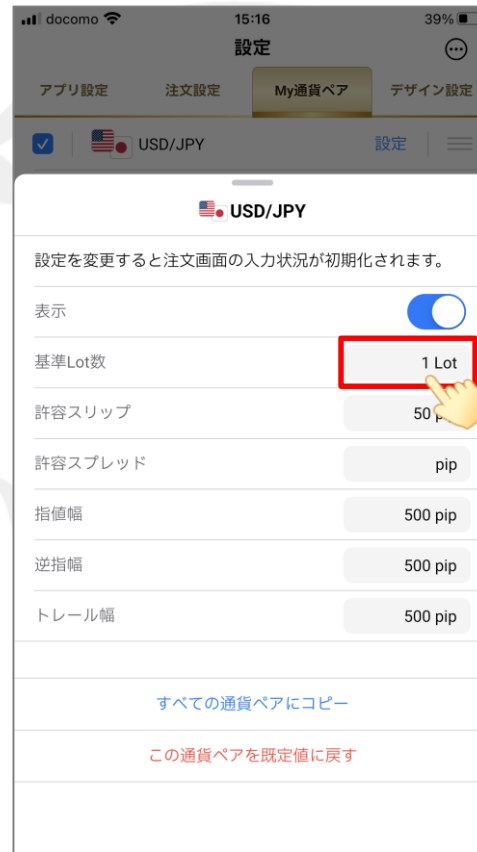 docomo 15:16 39%
設定
アプリ設定 注文設定 My通貨ペア デザイン設定
USD/JPY 設定
USD/JPY
設定を変更すると注文画面の入力状況が初期化されます。
表示
基準Lot数 1 Lot
許容スリップ 50 p
許容スプレッド pip
指値幅 500 pip
逆指幅 500 pip
トレール幅 500 pip
すべての通貨ペアにコピー
この通貨ペアを既定値に戻す